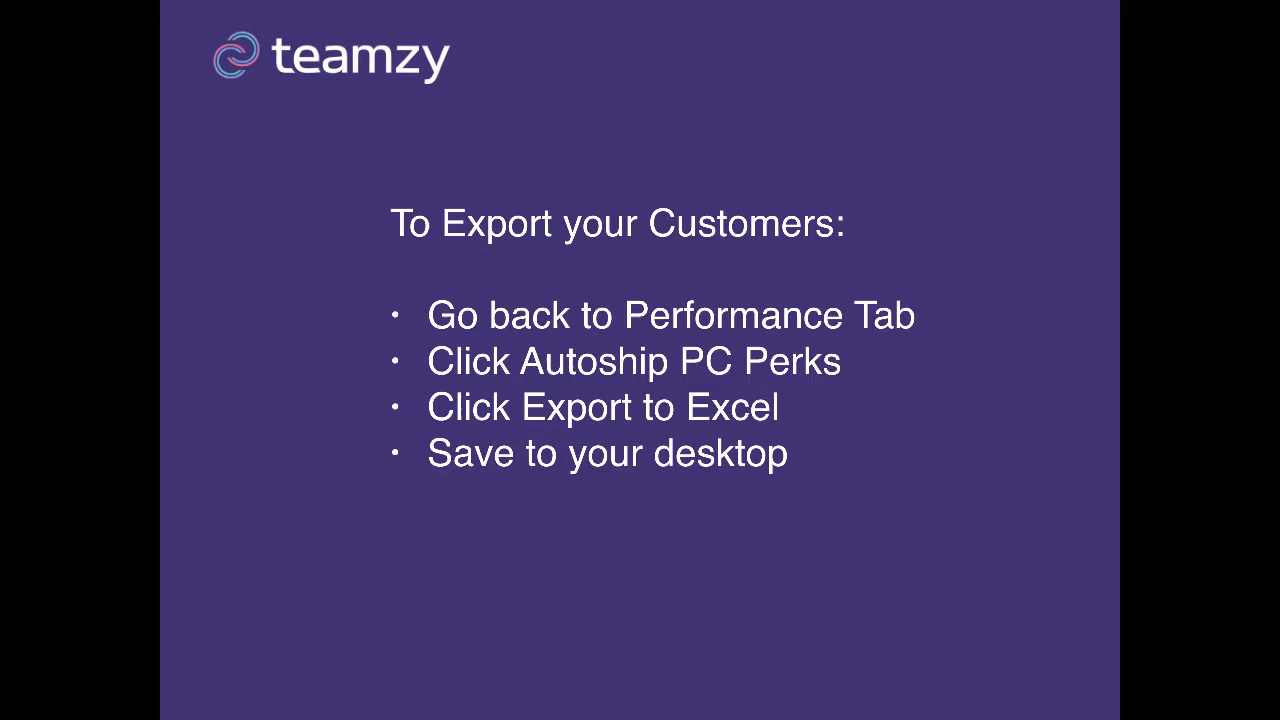 teamzy
To Export your Customers:
· Go back to Performance Tab
· Click Autoship PC Perks
· Click Export to Excel
· Save to your desktop